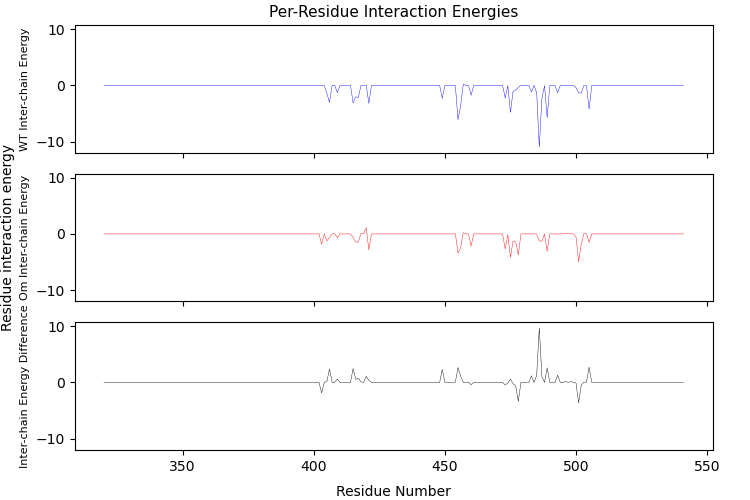 Per-Residue Interaction Energies
Residue interaction energy
WT Inter-chain Energy
10
0
−10
Om Inter-chain Energy
10
0
−10
Inter-chain Energy Difference
10
0
−10
350
400
450
500
550
Residue Number